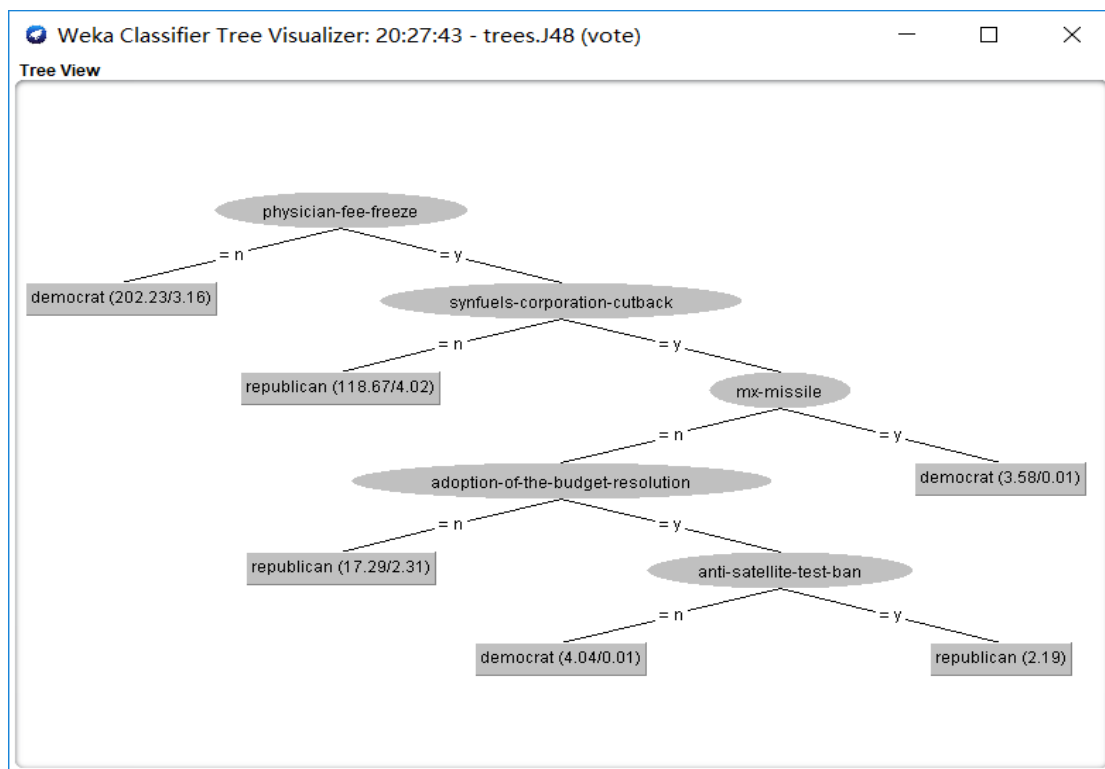 Weka Classifier Tree Visualizer: 20:27:43 - trees.J48 (vote)
Tree View
physician-fee-freeze
= n
= y
democrat (202.23/3.16)
synfuels-corporation-cutback
= n
= y
republican (118.67/4.02)
mx-missile
= n
= y
adoption-of-the-budget-resolution
democrat (3.58/0.01)
= n
= y
republican (17.29/2.31)
anti-satellite-test-ban
= n
= y
democrat (4.04/0.01)
republican (2.19)